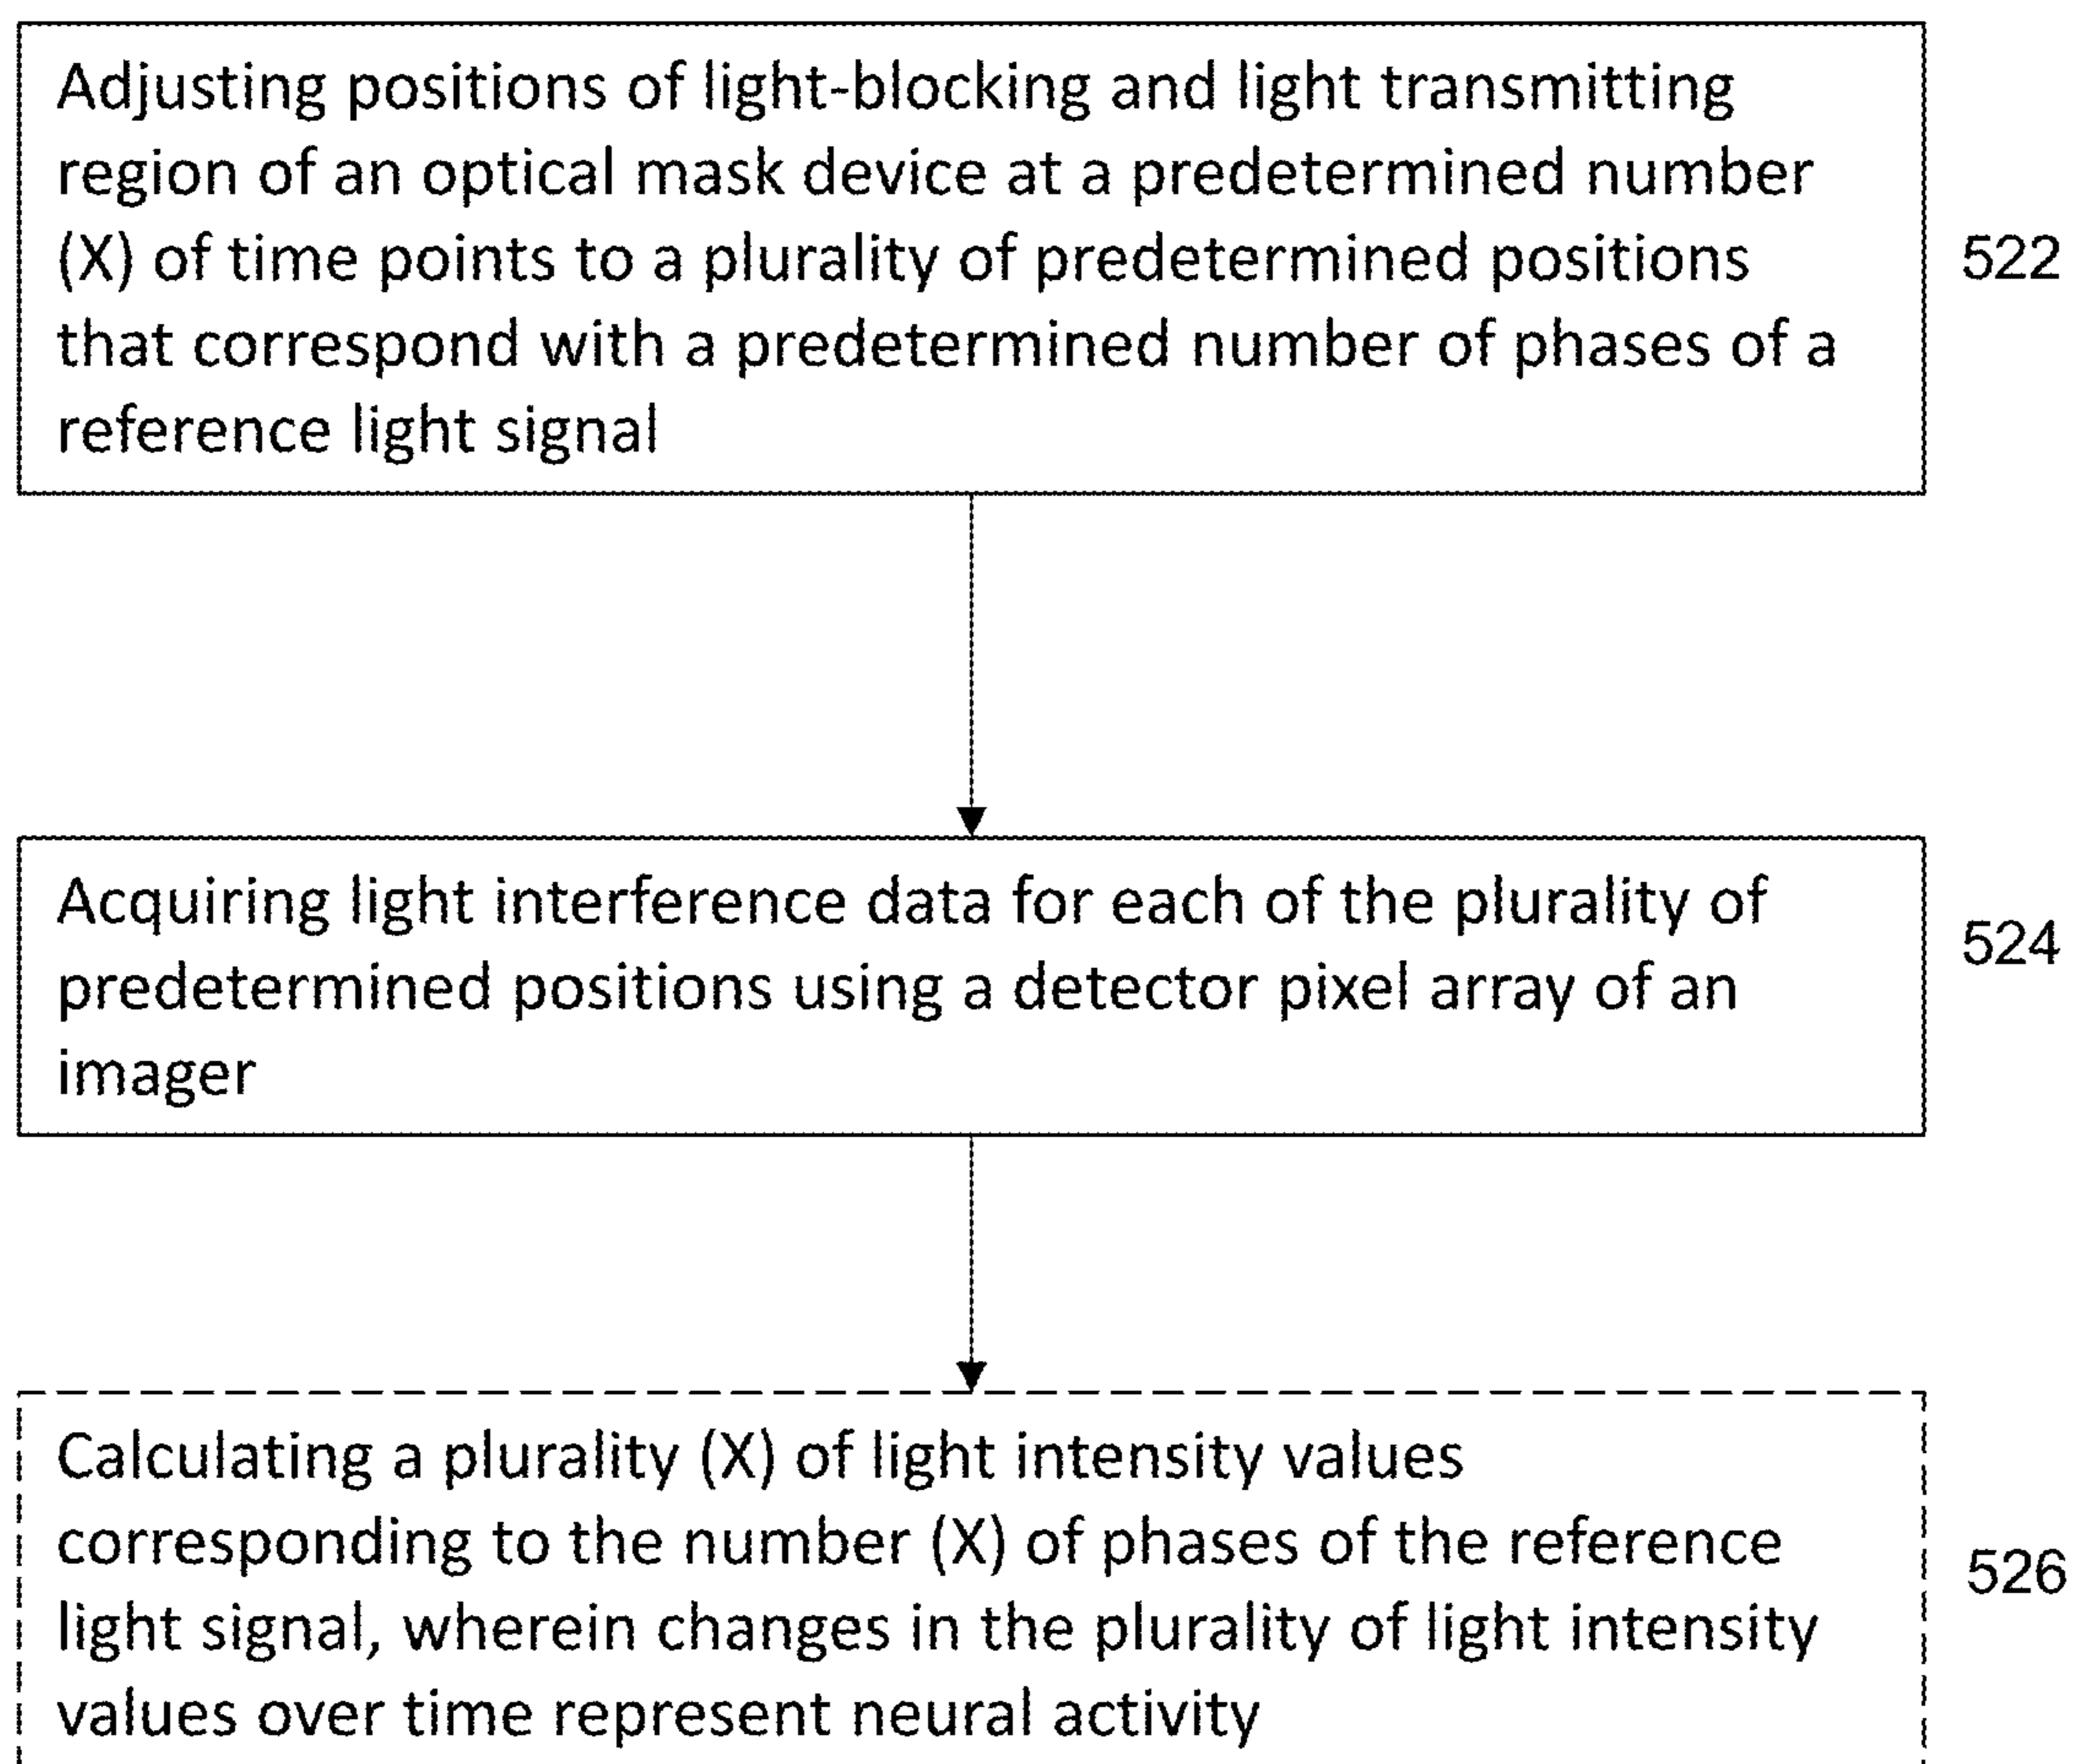 Adjusting positions of light-blocking and light transmitting
region of an optical mask device at a predetermined number
(X) of time points to a plurality of predetermined positions
that correspond with a predetermined number of phases of a
reference light signal
522
Acquiring light interference data for each of the plurality of
predetermined positions using a detector pixel array of an
imager
524
Calculating a plurality (X) of light intensity values
corresponding to the number (X) of phases of the reference
light signal, wherein changes in the plurality of light intensity
values over time represent neural activity
526